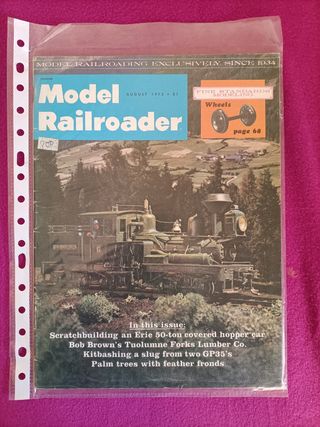 MODEL RAILROADING EXCLUSIVELY SINCE 1934
Model
Railroader
AUGUST 1973 • $1
FINE STANDARDS
MODELING
Wheels
page 68
In this issue:
Scratchbuilding an Erie 50-ton covered hopper car
Bob Brown's Tuolumne Forks Lumber Co.
Kitbashing a slug from two GP35's
Palm trees with feather fronds